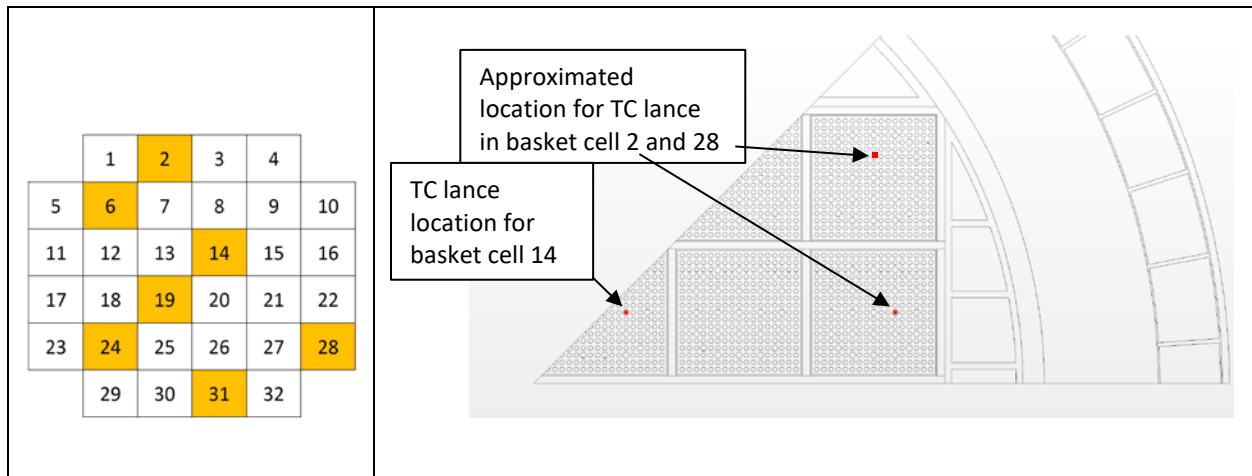 1 2 3 4
5 6 7 8 9 10
11 12 13 14 15 16
17 18 19 20 21 22
23 24 25 26 27 28
29 30 31 32
Approximated
location for TC lance
in basket cell 2 and 28
TC lance
location for
basket cell 14